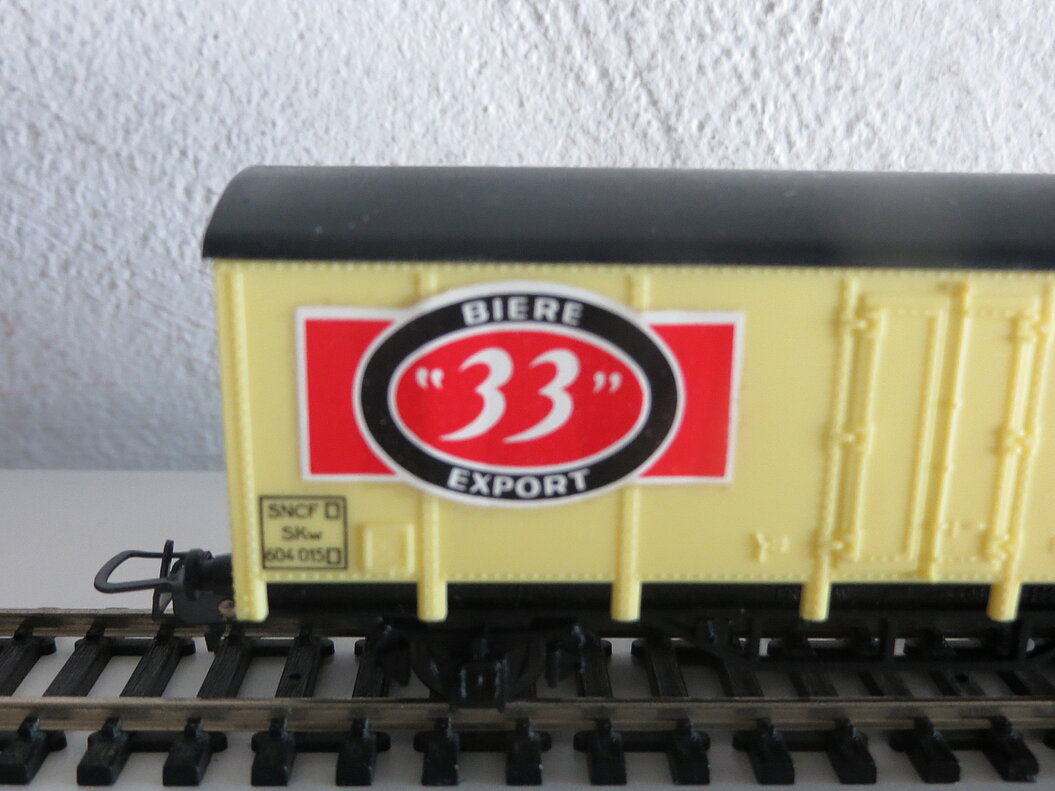 BIERE
"33"
EXPORT
SNCF
SKw
604 015